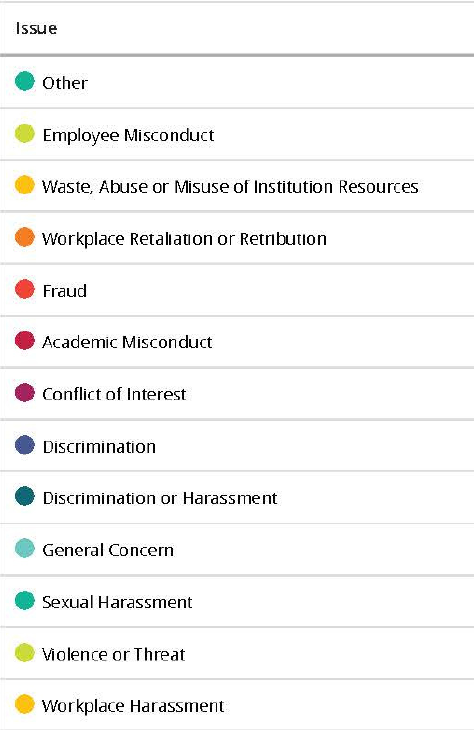 Issue
Other
Employee Misconduct
Waste, Abuse or Misuse of Institution Resources
Workplace Retaliation or Retribution
Fraud
Academic Misconduct
Conflict of Interest
Discrimination
Discrimination or Harassment
General Concern
Sexual Harassment
Violence or Threat
Workplace Harassment